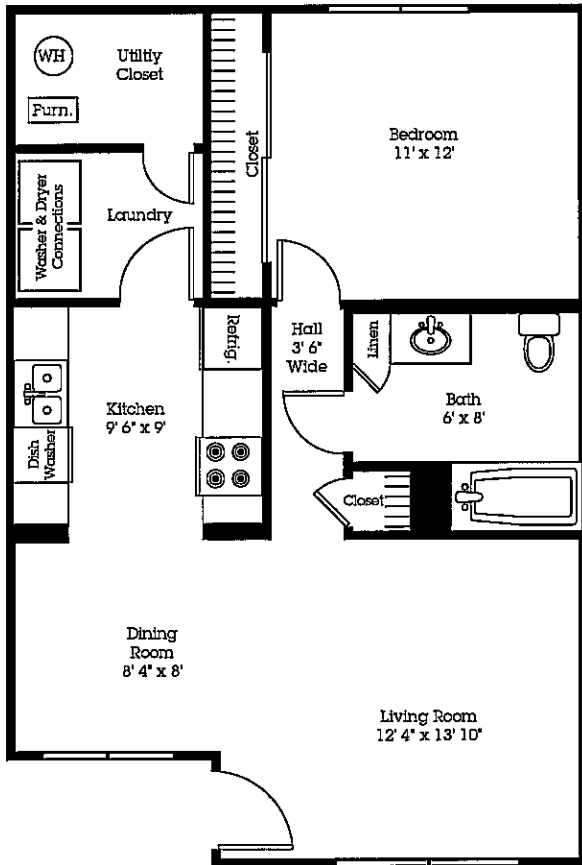 WH
Utiltiy
Closet
Furn.
Closet
Bedroom
11' x 12'
Washer & Dryer
Connections
Laundry
Refrig.
Hall
3' 6"
Wide
Linen
Kitchen
9' 6" x 9'
Bath
6' x 8'
Dish
Washer
Closet
Dining
Room
8' 4" x 8'
Living Room
12' 4" x 13' 10"